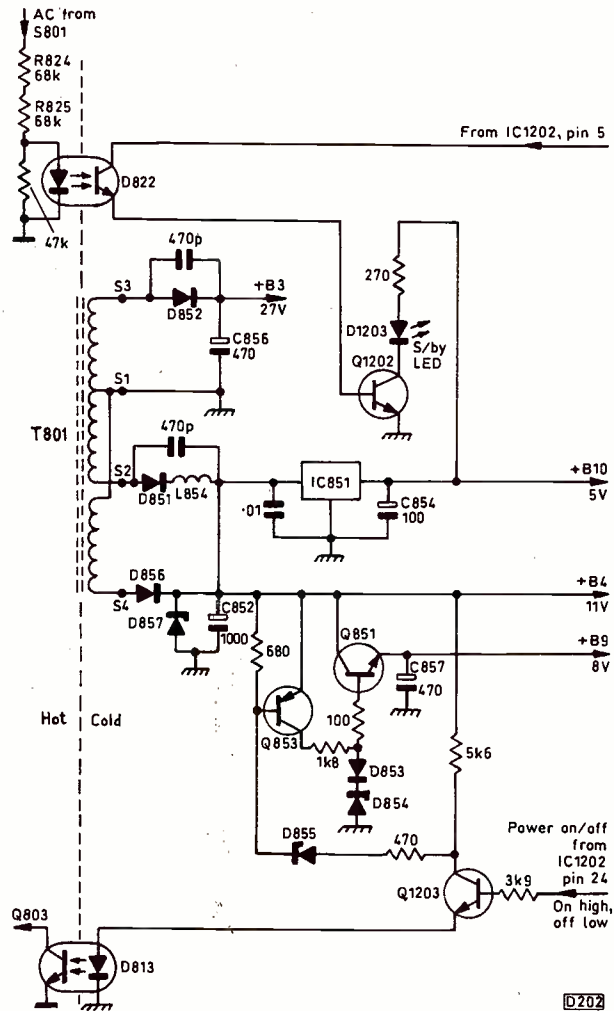 AC from
S801
R824
68k
R825
68k
From IC1202, pin 5
D822
47k
470p
S3
D852
+B3
27V
C856
470
S1
270
D1203
S/by
LED
Q1202
T801
470p
S2
D851
L854
IC851
·01
C854
100
+B10
5V
D856
S4
D857
C852
1000
+B4
11V
680
Q851
+B9
8V
C857
470
Hot
Cold
Q853
100
1k8
D853
D854
5k6
D855
470
Power on/off
from
IC1202
pin 24
Q1203
3k9
On high,
off low
Q803
D813
D202